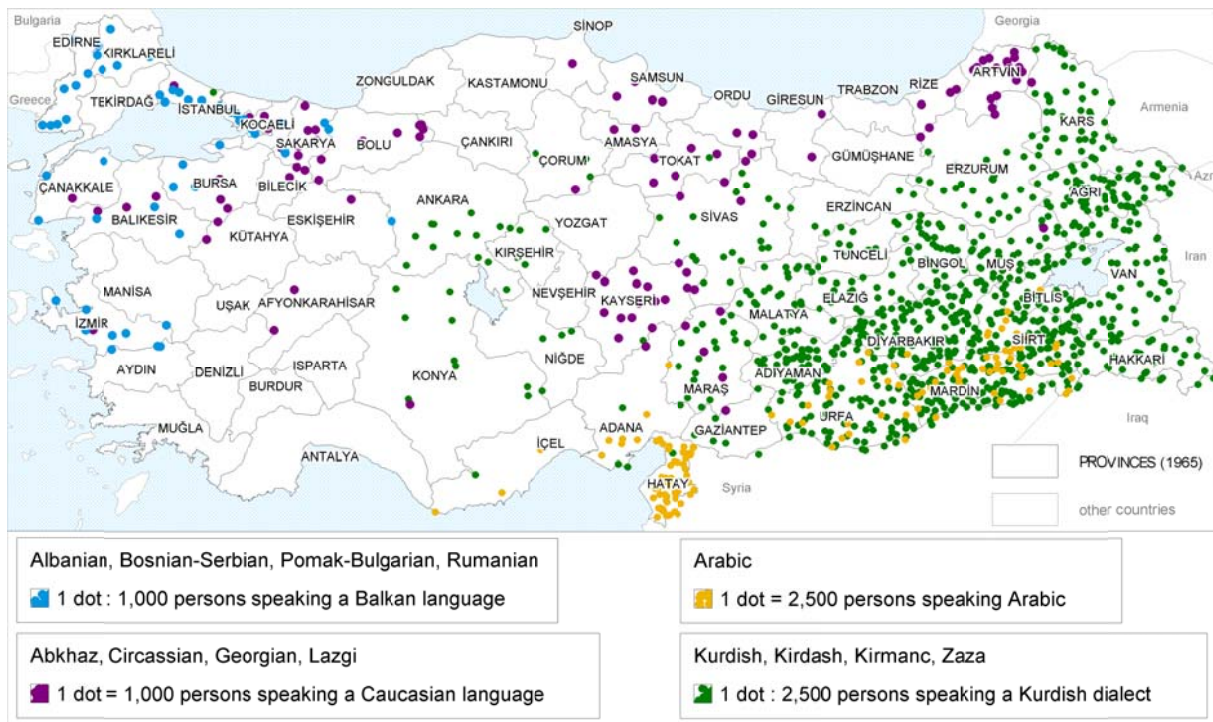 Bulgaria
Georgia
SİNOP
EDİRNE
KIRKLARELİ
ZONGULDAK
KASTAMONU
SAMSUN
ARTVİN
Greece
TEKİRDAĞ
İSTANBUL
ORDU
GİRESUN
TRABZON
RİZE
Armenia
KOCAELİ
SAKARYA
BOLU
ÇANKIRI
AMASYA
KARS
ÇORUM
TOKAT
GÜMÜŞHANE
ERZURUM
ÇANAKKALE
BURSA
BİLECİK
ANKARA
AĞRI
BALIKESİR
ESKİŞEHİR
YOZGAT
SİVAS
ERZİNCAN
KÜTAHYA
KIRŞEHİR
TUNCELİ
Iran
BİNGÖL
MUŞ
VAN
MANİSA
UŞAK
AFYONKARAHİSAR
NEVŞEHİR
KAYSERİ
ELAZIĞ
BİTLİS
MALATYA
İZMİR
DİYARBAKIR
SİİRT
HAKKARİ
AYDIN
DENİZLİ
ISPARTA
KONYA
NİĞDE
ADIYAMAN
BURDUR
MARAŞ
MARDİN
MUĞLA
İÇEL
ADANA
GAZİANTEP
URFA
Iraq
ANTALYA
HATAY
Syria
PROVINCES (1965)
other countries
Albanian, Bosnian-Serbian, Pomak-Bulgarian, Rumanian
1 dot : 1,000 persons speaking a Balkan language
Arabic
1 dot = 2,500 persons speaking Arabic
Abkhaz, Circassian, Georgian, Lazgi
1 dot = 1,000 persons speaking a Caucasian language
Kurdish, Kirdash, Kirmanc, Zaza
1 dot : 2,500 persons speaking a Kurdish dialect